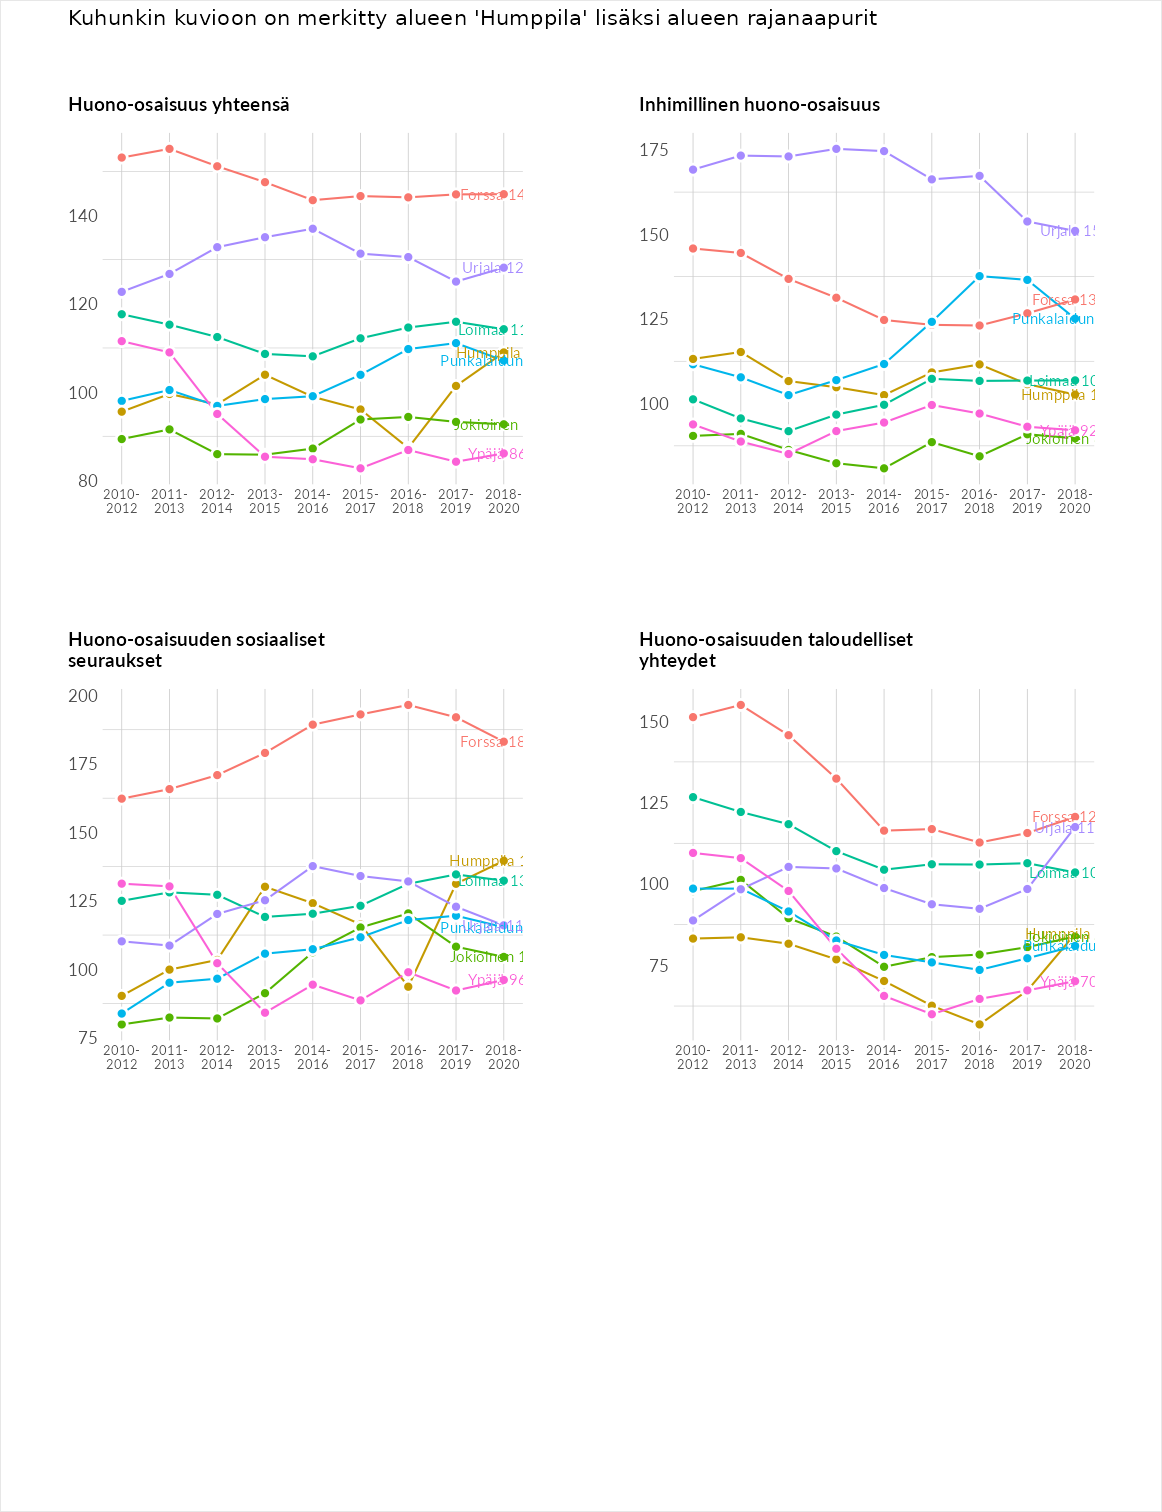 Kuhunkin kuvioon on merkitty alueen 'Humppila' lisäksi alueen rajanaapurit
Huono-osaisuus yhteensä
140
120
100
80
Forssa 14
Urjala 12
Loimaa 11
Humppila
Punkalaidun
Jokioinen
Ypäjä 86
2010-
2012
2011-
2013
2012-
2014
2013-
2015
2014-
2016
2015-
2017
2016-
2018
2017-
2019
2018-
2020
Inhimillinen huono-osaisuus
175
150
125
100
Urjala 15
Forssa 13
Punkalaidun
Loimaa 10
Humppila 1
Ypäjä 92
Jokioinen
2010-
2012
2011-
2013
2012-
2014
2013-
2015
2014-
2016
2015-
2017
2016-
2018
2017-
2019
2018-
2020
Huono-osaisuuden sosiaaliset
seuraukset
200
175
150
125
100
75
Forssa 18
Humppila 1
Loimaa 13
Urjala 11
Punkalaidun
Jokioinen 1
Ypäjä 96
2010-
2012
2011-
2013
2012-
2014
2013-
2015
2014-
2016
2015-
2017
2016-
2018
2017-
2019
2018-
2020
Huono-osaisuuden taloudelliset
yhteydet
150
125
100
75
Forssa 12
Urjala 11
Loimaa 10
Humppila
Jokioinen
Punkalaidu
Ypäjä 70
2010-
2012
2011-
2013
2012-
2014
2013-
2015
2014-
2016
2015-
2017
2016-
2018
2017-
2019
2018-
2020